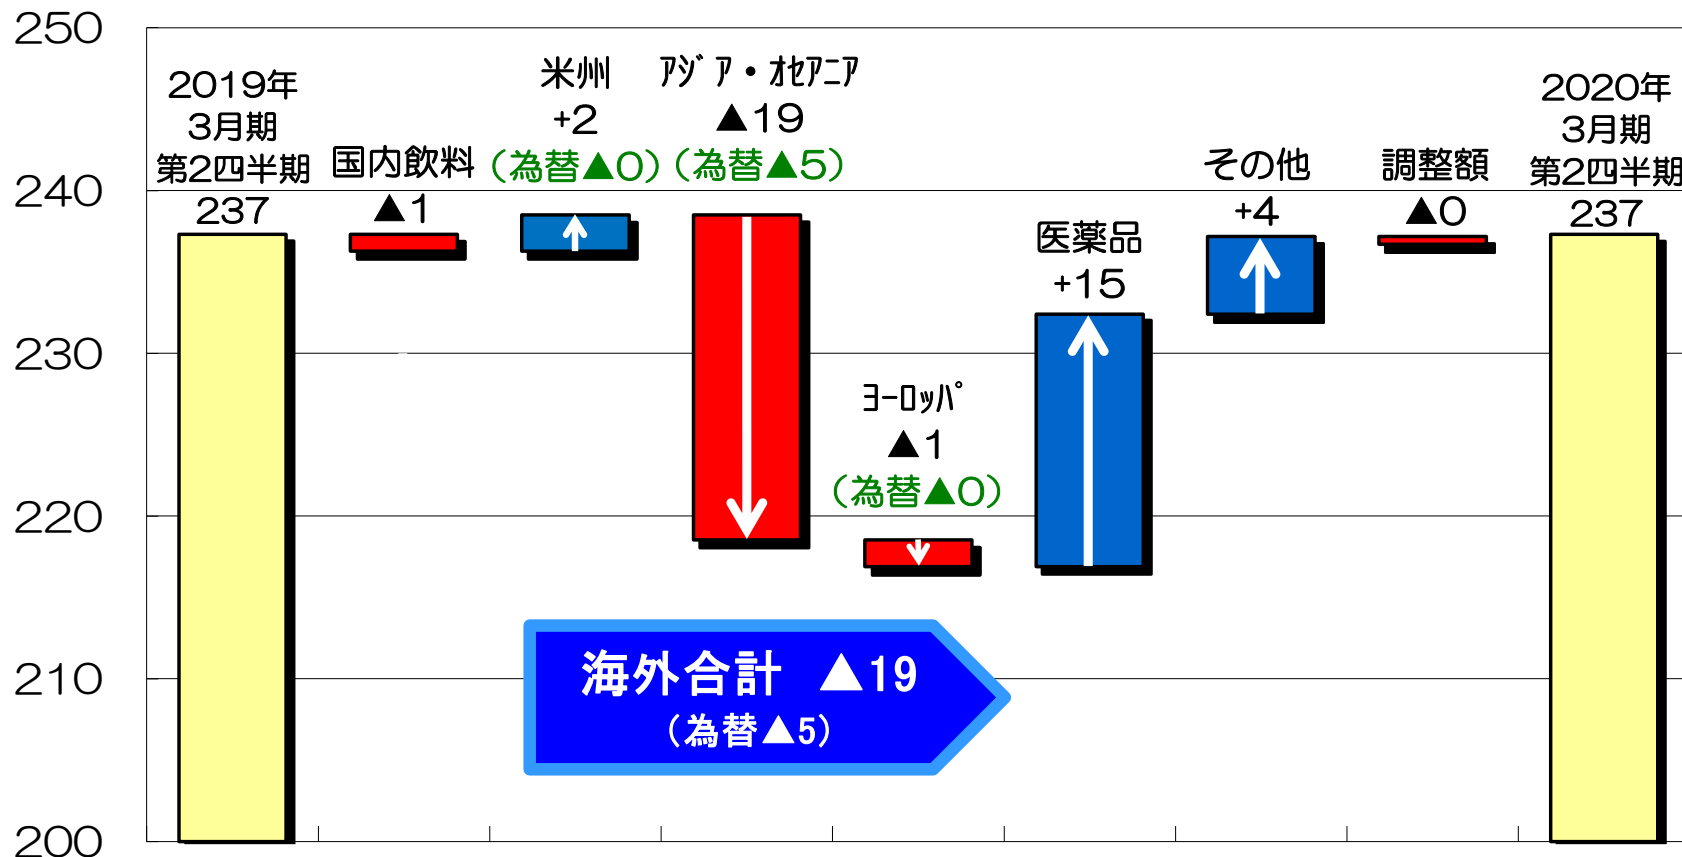 250
240
230
220
210
200
2019年
3月期
第2四半期
237
国内飲料
▲1
米州
+2
(為替▲0)
ｱｼﾞｱ・ｵｾｱﾆｱ
▲19
(為替▲5)
ﾖｰﾛｯﾊﾟ
▲1
(為替▲0)
医薬品
+15
その他
+4
調整額
▲0
2020年
3月期
第2四半期
237
海外合計 ▲19
(為替▲5)